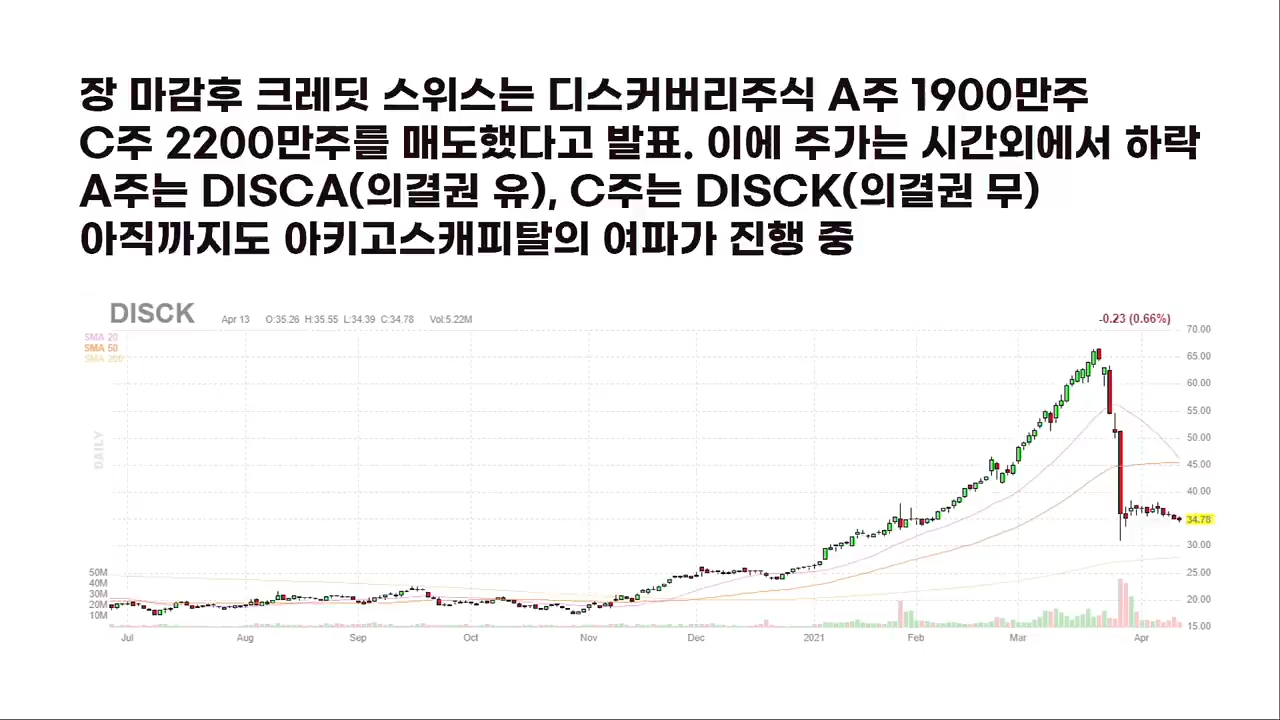 장 마감후 크레딧 스위스는 디스커버리주식 A주 1900만주
C주 2200만주를 매도했다고 발표. 이에 주가는 시간외에서 하락
A주는 DISCA(의결권 유), C주는 DISCK(의결권 무)
아직까지도 아키고스캐피탈의 여파가 진행 중
DISCK Apr 13 O:35.26 H:35.55 L:34.39 C:34.78 Vol:5.22M -0.23 (0.66%)
SMA 20
SMA 50
SMA 200
DAILY
70.00
65.00
60.00
55.00
50.00
45.00
40.00
34.78
30.00
25.00
20.00
15.00
50M
40M
30M
20M
10M
Jul Aug Sep Oct Nov Dec 2021 Feb Mar Apr